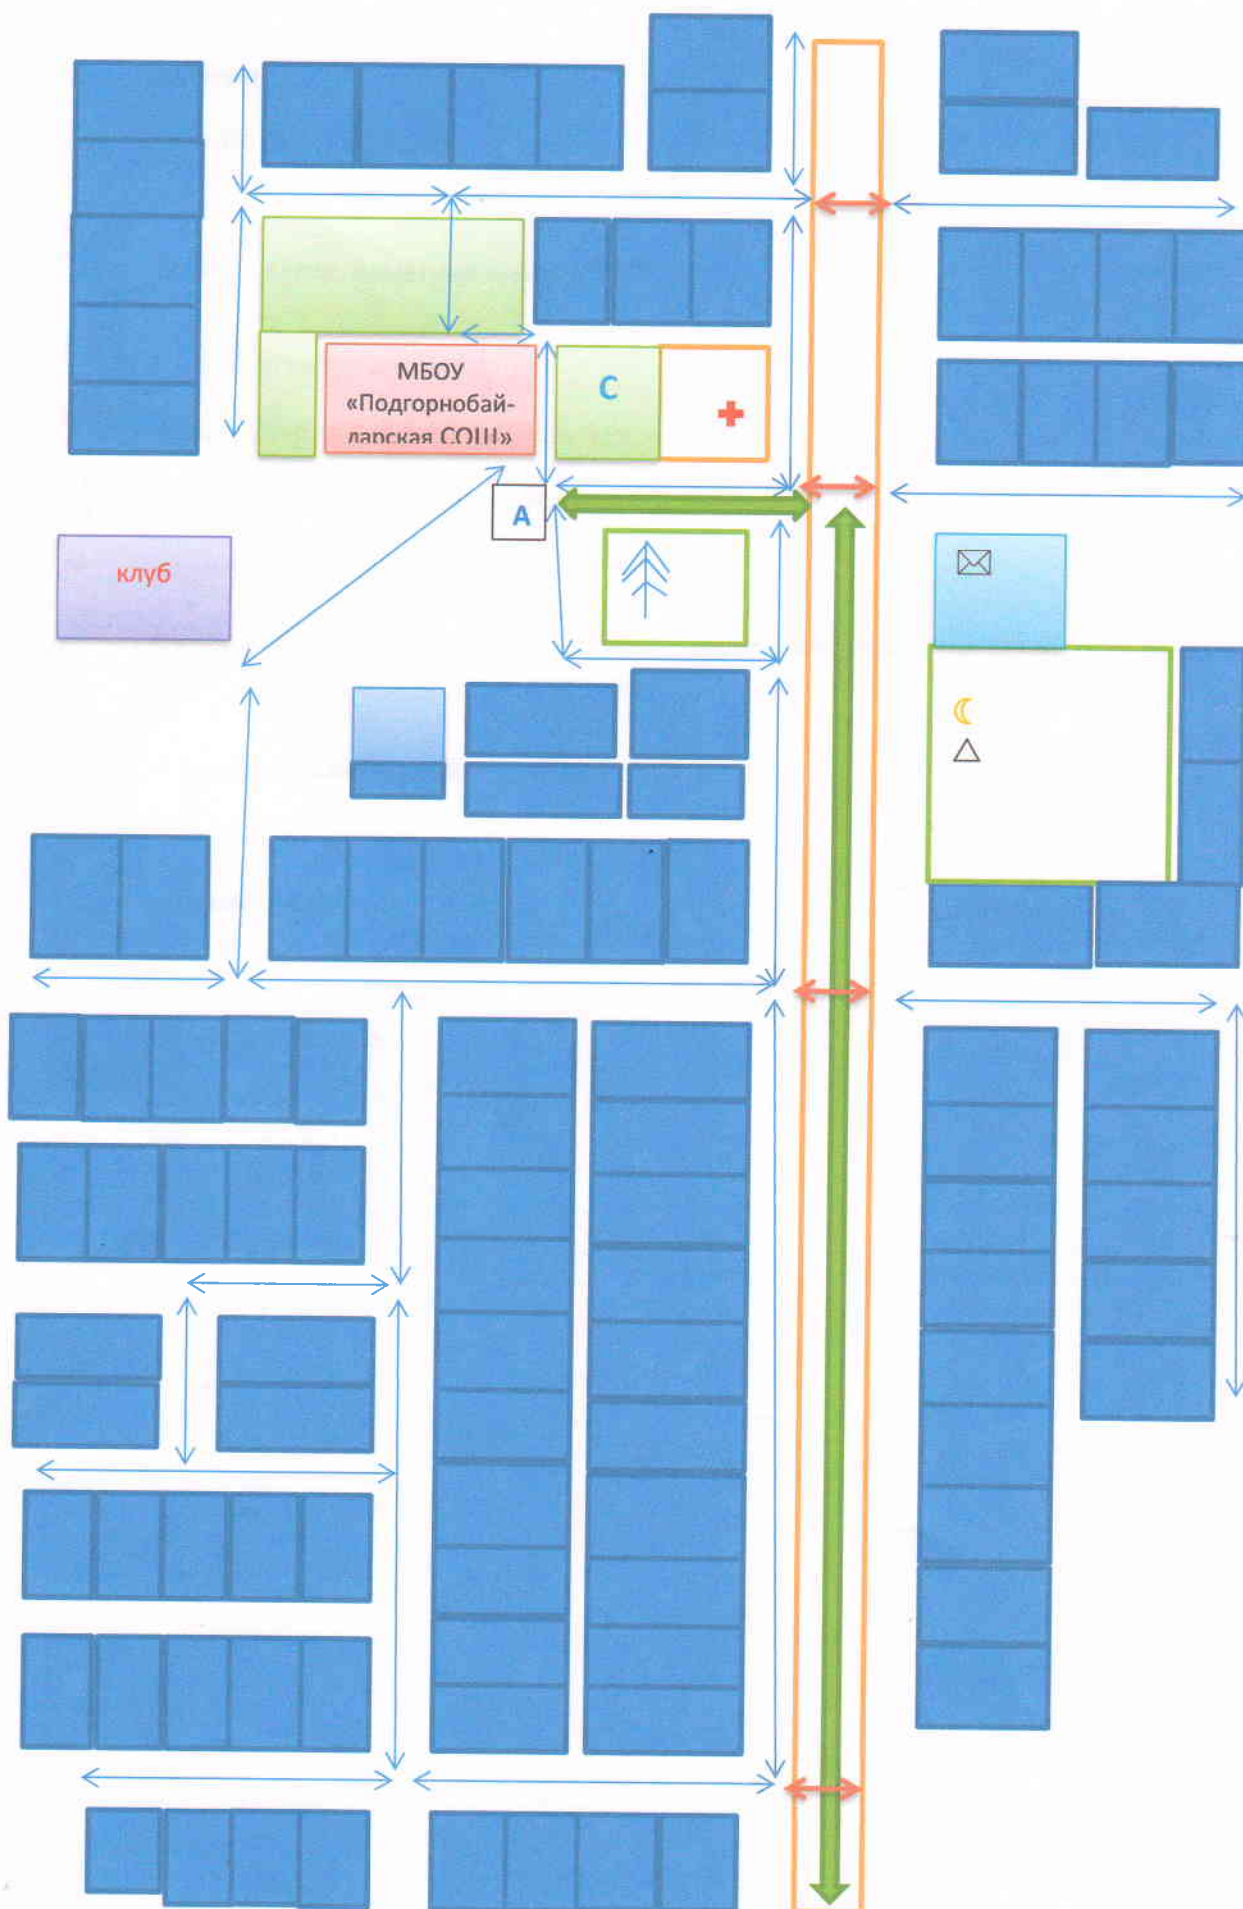 МБОУ
«Подгорнобай-
ларская СОШ»
С
А
клуб